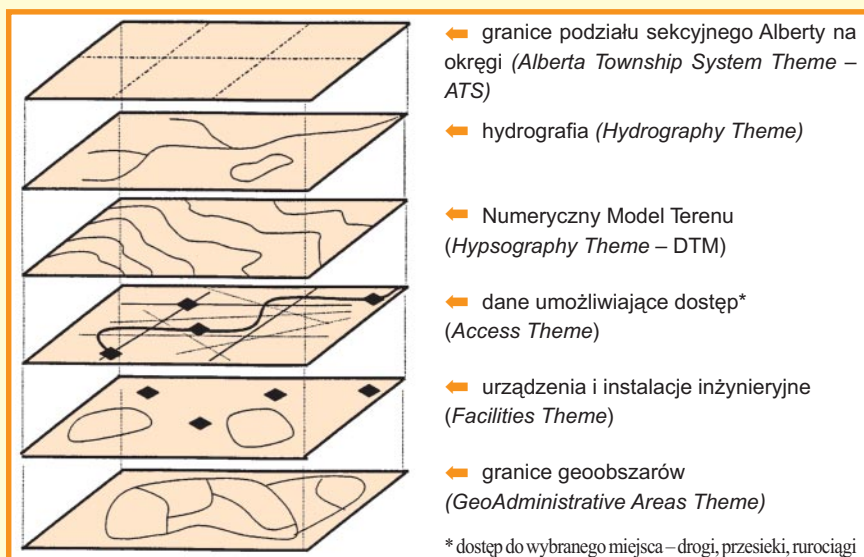 granice podziału sekcyjnego Alberty na
okręgi (Alberta Township System Theme –
ATS)
hydrografia (Hydrography Theme)
Numeryczny Model Terenu
(Hypsography Theme – DTM)
dane umożliwiające dostęp*
(Access Theme)
urządzenia i instalacje inżynieryjne
(Facilities Theme)
granice geoobszarów
(GeoAdministrative Areas Theme)
* dostęp do wybranego miejsca – drogi, przesieki, rurociągi